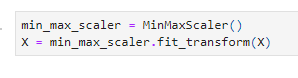 min_max_scaler = MinMaxScaler()
X = min_max_scaler.fit_transform(X)